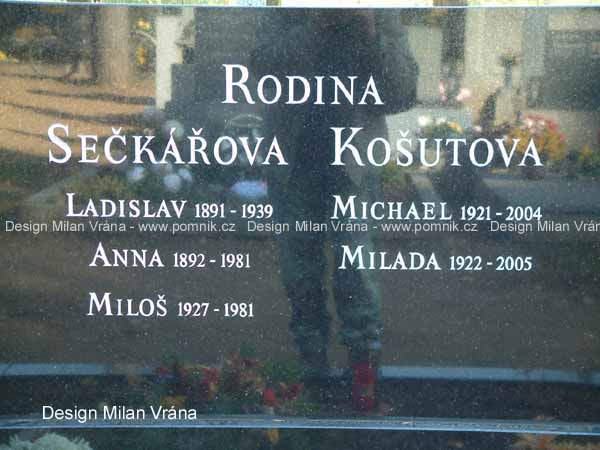 RODINA
SEČKÁŘOVA KOŠUTOVA
LADISLAV 1891 - 1939 MICHAEL 1921 - 2004
Design Milan Vrána - www.pomnik.cz Design Milan Vrána - www.pomnik.cz Design Milan Vrána
ANNA 1892 - 1981 MILADA 1922 - 2005
MILOŠ 1927 - 1981
Design Milan Vrána